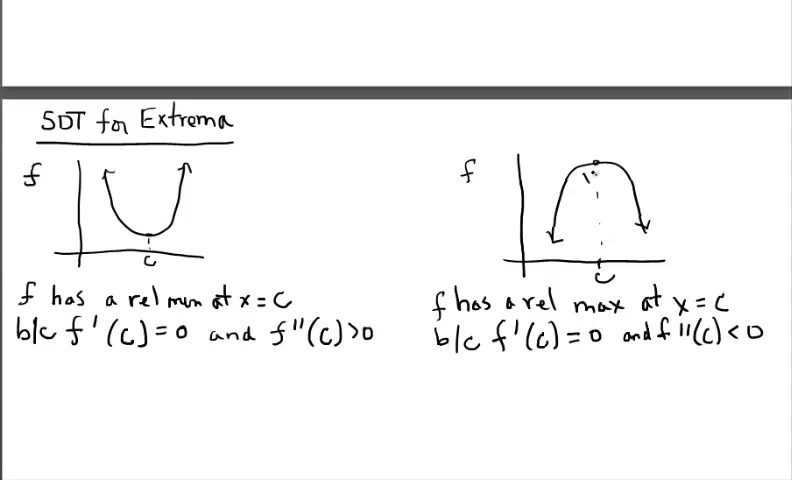 SDT for Extrema
f
c
f has a rel min at x = c
b/c f'(c) = 0 and f''(c) > 0
f
c
f has a rel max at x = c
b/c f'(c) = 0 and f''(c) < 0